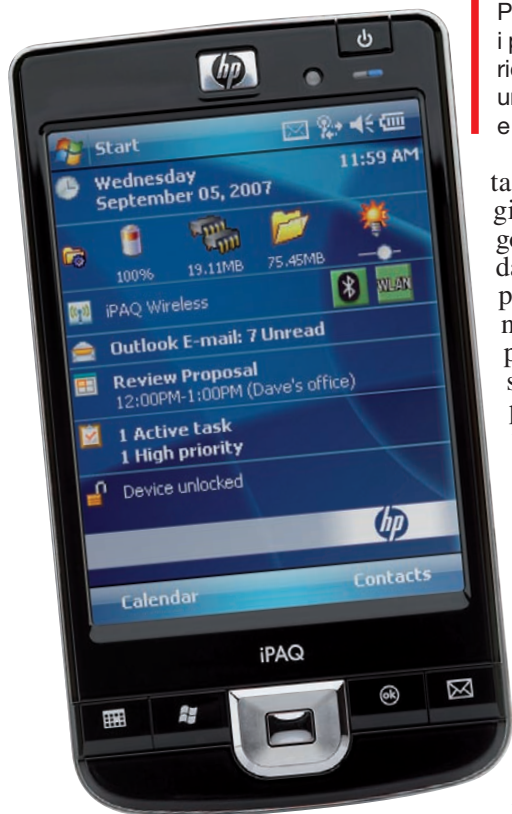 hp
Start
11:59 AM
Wednesday
September 05, 2007
100%
19.11MB
75.45MB
iPAQ Wireless
WLAN
Outlook E-mail: 7 Unread
Review Proposal
12:00PM-1:00PM (Dave's office)
1 Active task
1 High priority
Device unlocked
hp
Calendar
Contacts
iPAQ
ok